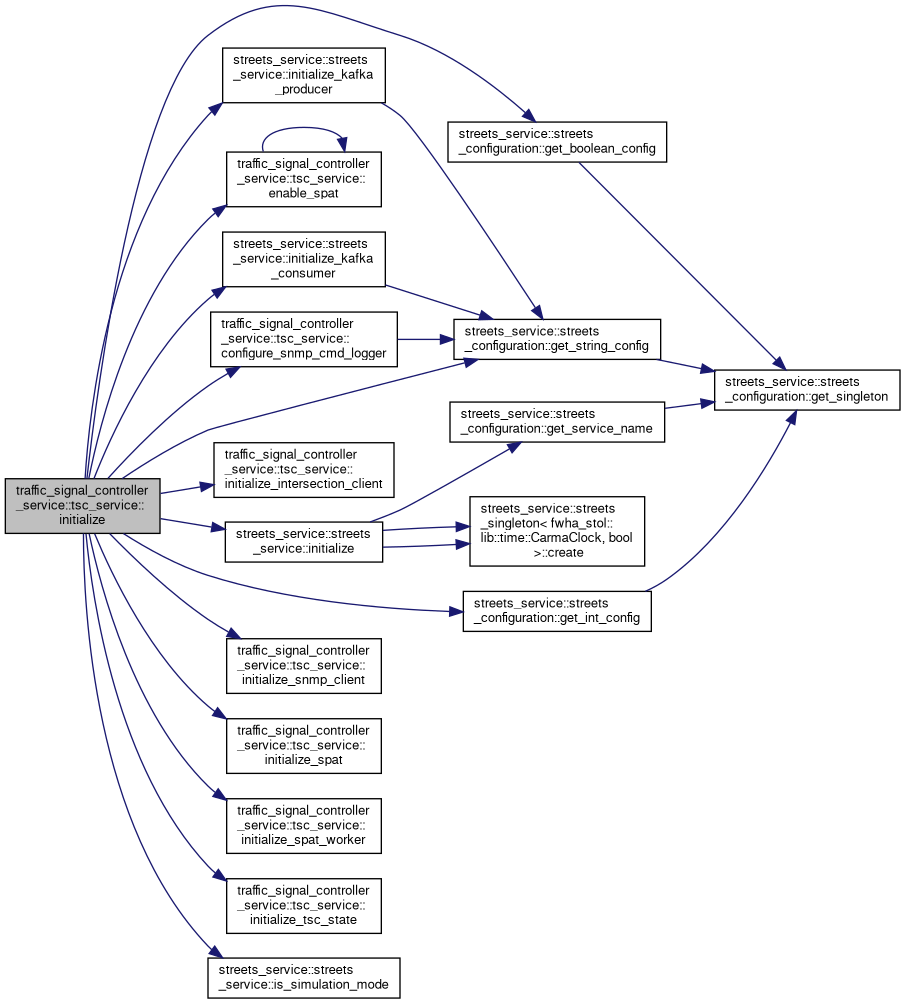 traffic_signal_controller
_service::tsc_service::
initialize
streets_service::streets
_service::initialize_kafka
_producer
traffic_signal_controller
_service::tsc_service::
enable_spat
streets_service::streets
_service::initialize_kafka
_consumer
traffic_signal_controller
_service::tsc_service::
configure_snmp_cmd_logger
traffic_signal_controller
_service::tsc_service::
initialize_intersection_client
streets_service::streets
_service::initialize
traffic_signal_controller
_service::tsc_service::
initialize_snmp_client
traffic_signal_controller
_service::tsc_service::
initialize_spat
traffic_signal_controller
_service::tsc_service::
initialize_spat_worker
traffic_signal_controller
_service::tsc_service::
initialize_tsc_state
streets_service::streets
_service::is_simulation_mode
streets_service::streets
_configuration::get_boolean_config
streets_service::streets
_configuration::get_string_config
streets_service::streets
_configuration::get_service_name
streets_service::streets
_singleton< fwha_stol::
lib::time::CarmaClock, bool
>::create
streets_service::streets
_configuration::get_int_config
streets_service::streets
_configuration::get_singleton